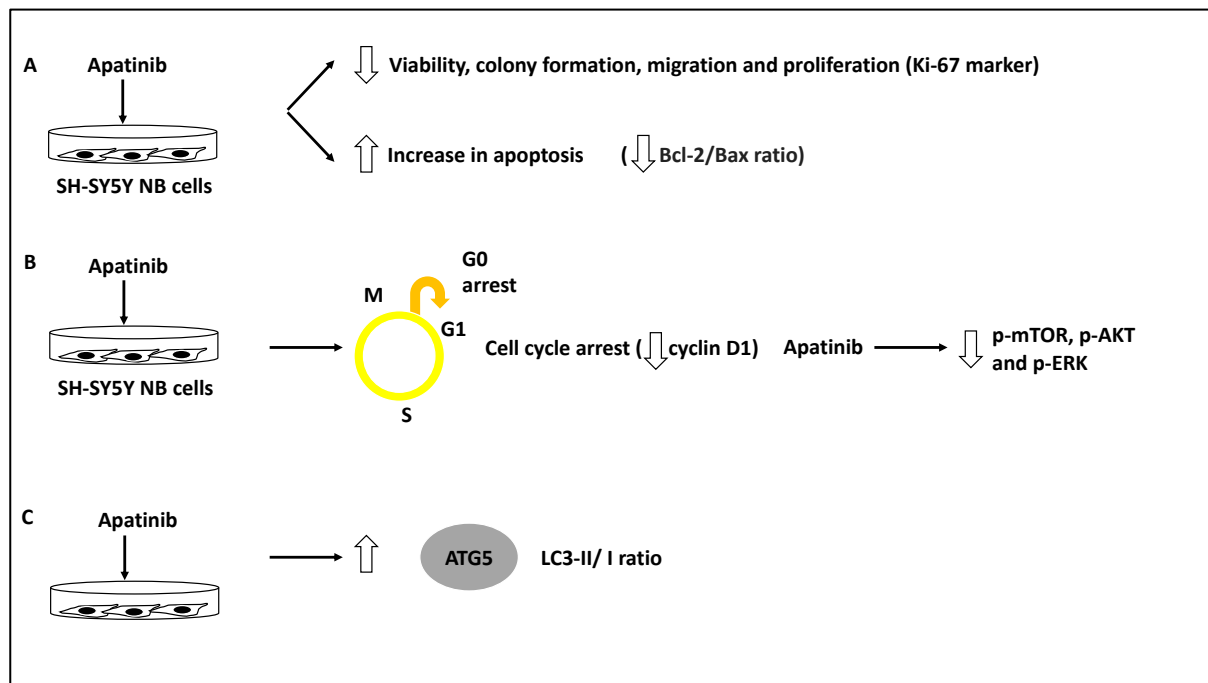 A
Apatinib
SH-SY5Y NB cells
Viability, colony formation, migration and proliferation (Ki-67 marker)
Increase in apoptosis ( Bcl-2/Bax ratio)
B
Apatinib
SH-SY5Y NB cells
G0
arrest
M
G1
S
Cell cycle arrest ( cyclin D1)
Apatinib
p-mTOR, p-AKT
and p-ERK
C
Apatinib
ATG5
LC3-II/ I ratio